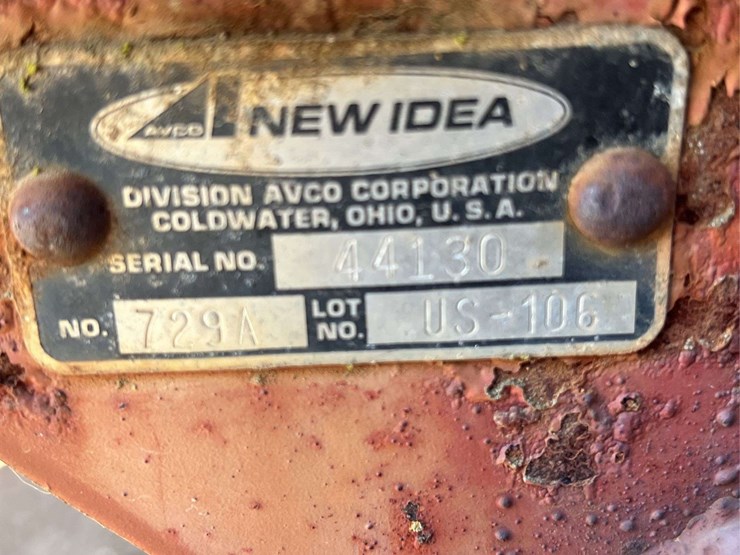 AVCO NEW IDEA
DIVISION AVCO CORPORATION
COLDWATER, OHIO, U. S. A.
SERIAL NO. 44130
NO. 729A LOT NO. US-106